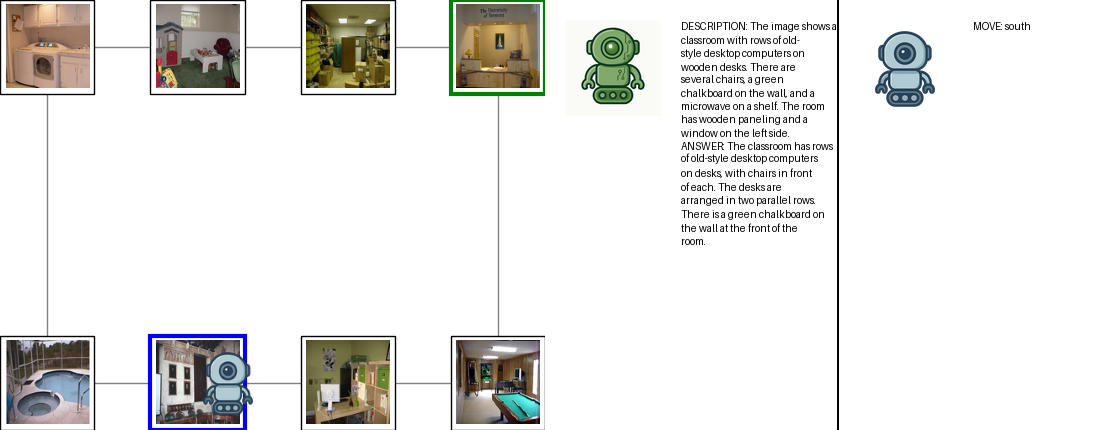 The University
of Vermont
DESCRIPTION: The image shows a
classroom with rows of old-
style desktop computers on
wooden desks. There are
several chairs, a green
chalkboard on the wall, and a
microwave on a shelf. The room
has wooden paneling and a
window on the left side.
ANSWER: The classroom has rows
of old-style desktop computers
on desks, with chairs in front
of each. The desks are
arranged in two parallel rows.
There is a green chalkboard on
the wall at the front of the
room.
MOVE: south